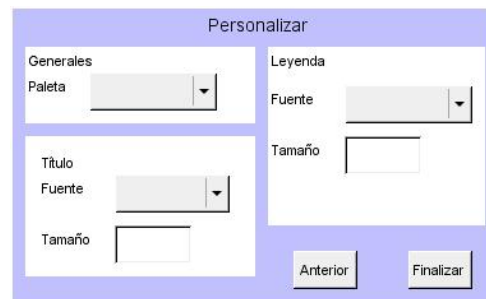 Personalizar
Generales
Paleta
Título
Fuente
Tamaño
Leyenda
Fuente
Tamaño
Anterior
Finalizar